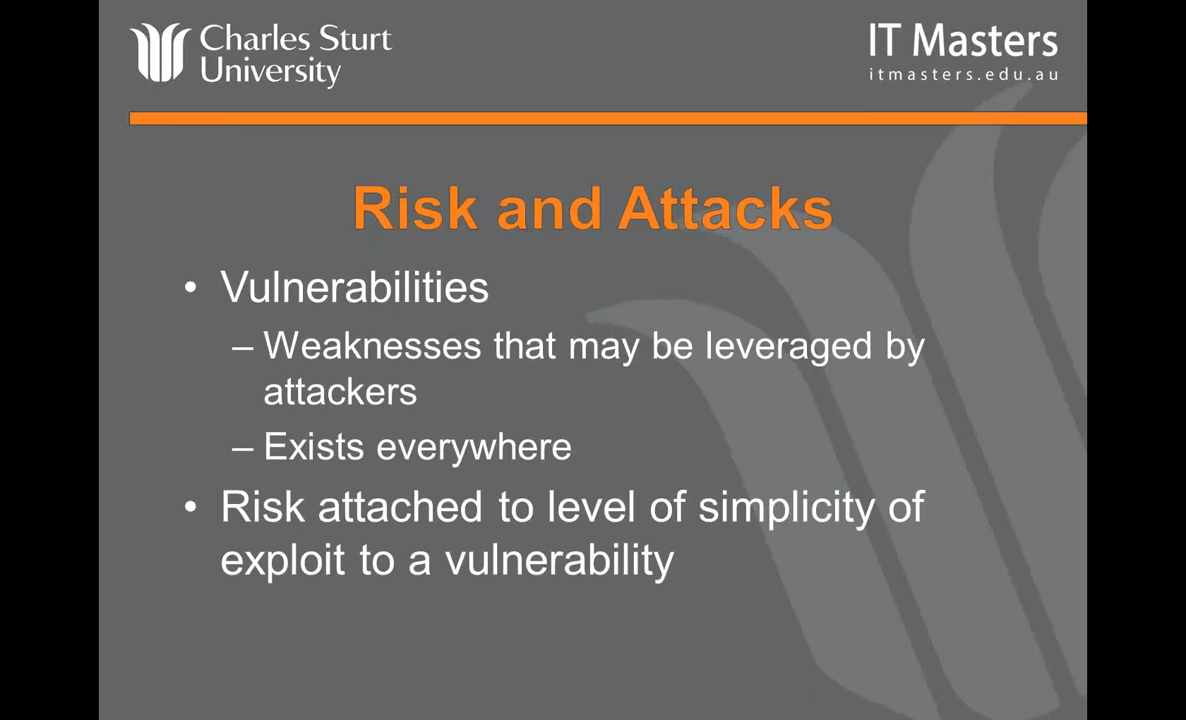 Charles Sturt
University
IT Masters
itmasters.edu.au
Risk and Attacks
• Vulnerabilities
– Weaknesses that may be leveraged by
attackers
– Exists everywhere
• Risk attached to level of simplicity of
exploit to a vulnerability